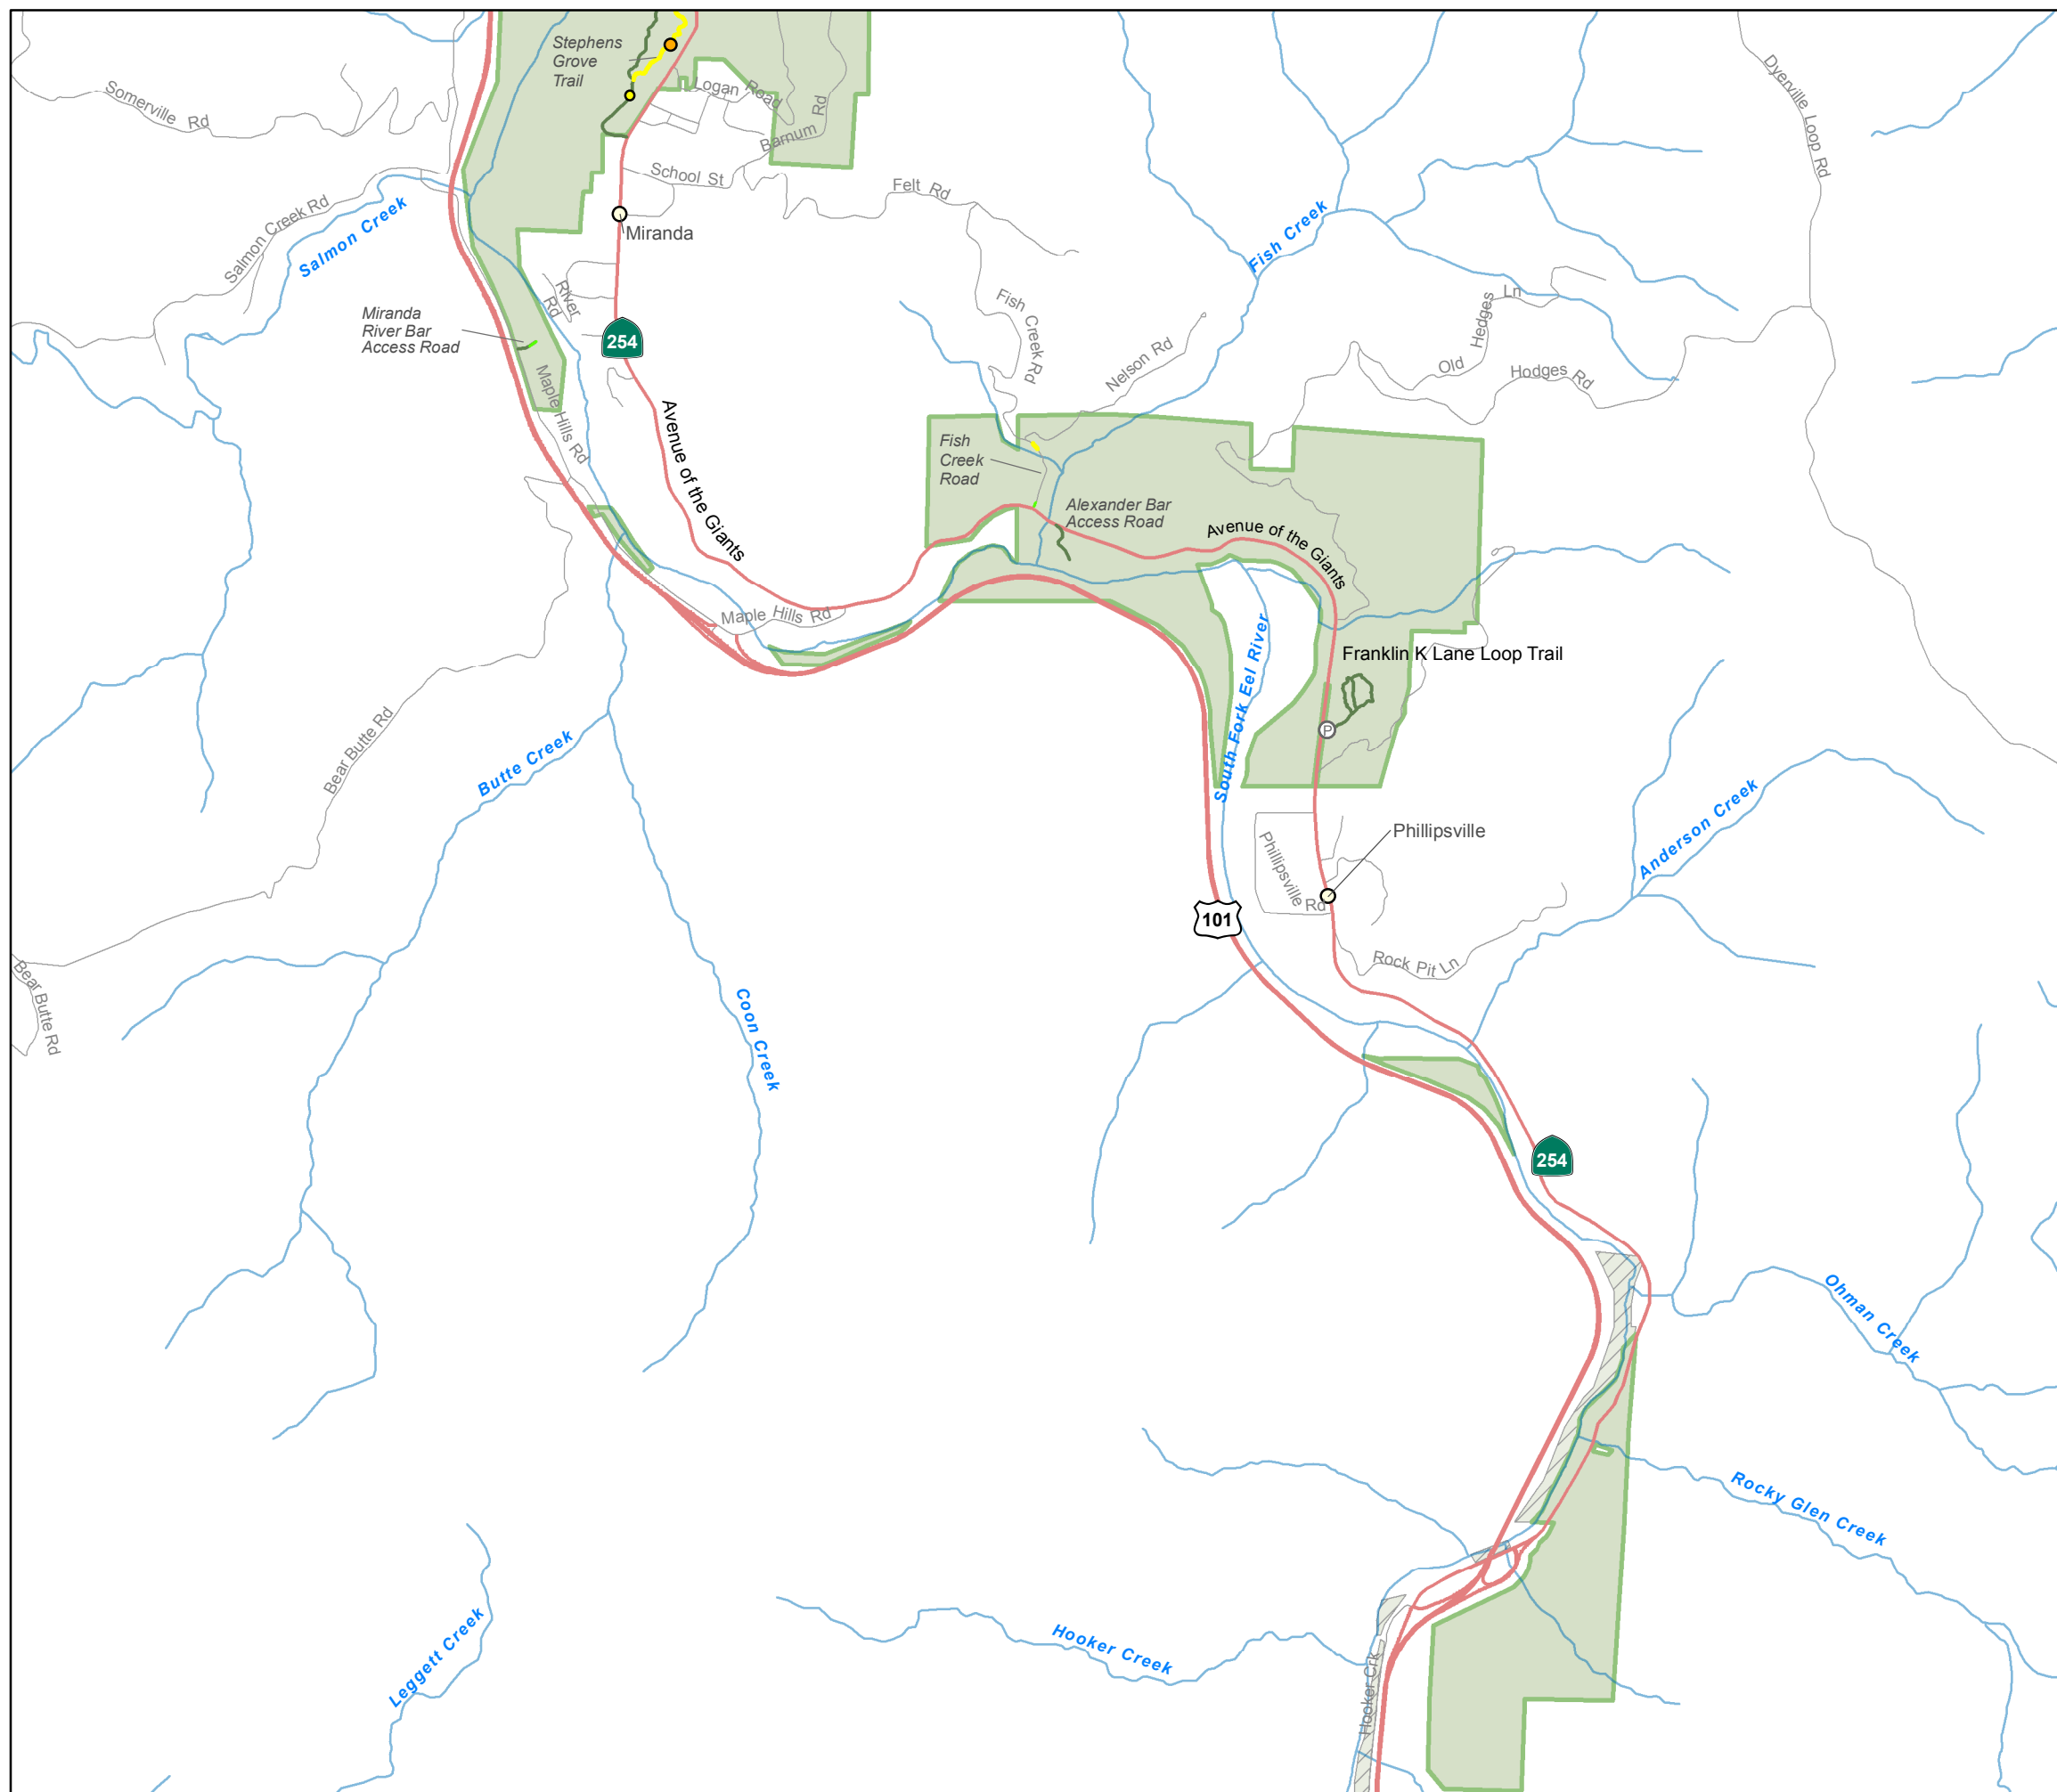 Stephens
Grove
Trail
Somerville Rd
Logan Road
Barnum Rd
Dyerville Loop Rd
School St
Felt Rd
Salmon Creek Rd
Salmon Creek
Miranda
Fish Creek
River Rd
Miranda
River Bar
Access Road
254
Fish Creek Rd
Nelson Rd
Old Hedges Ln
Hodges Rd
Maple Hills Rd
Avenue of the Giants
Fish
Creek
Road
Alexander Bar
Access Road
Avenue of the Giants
Maple Hills Rd
Franklin K Lane Loop Trail
South Fork Eel River
P
Bear Butte Rd
Butte Creek
Phillipsville
Phillipsville Rd
Anderson Creek
101
Rock Pit Ln
Bear Butte Rd
Coon Creek
254
Ohman Creek
Rocky Glen Creek
Leggett Creek
Hooker Creek
Hooker Crk